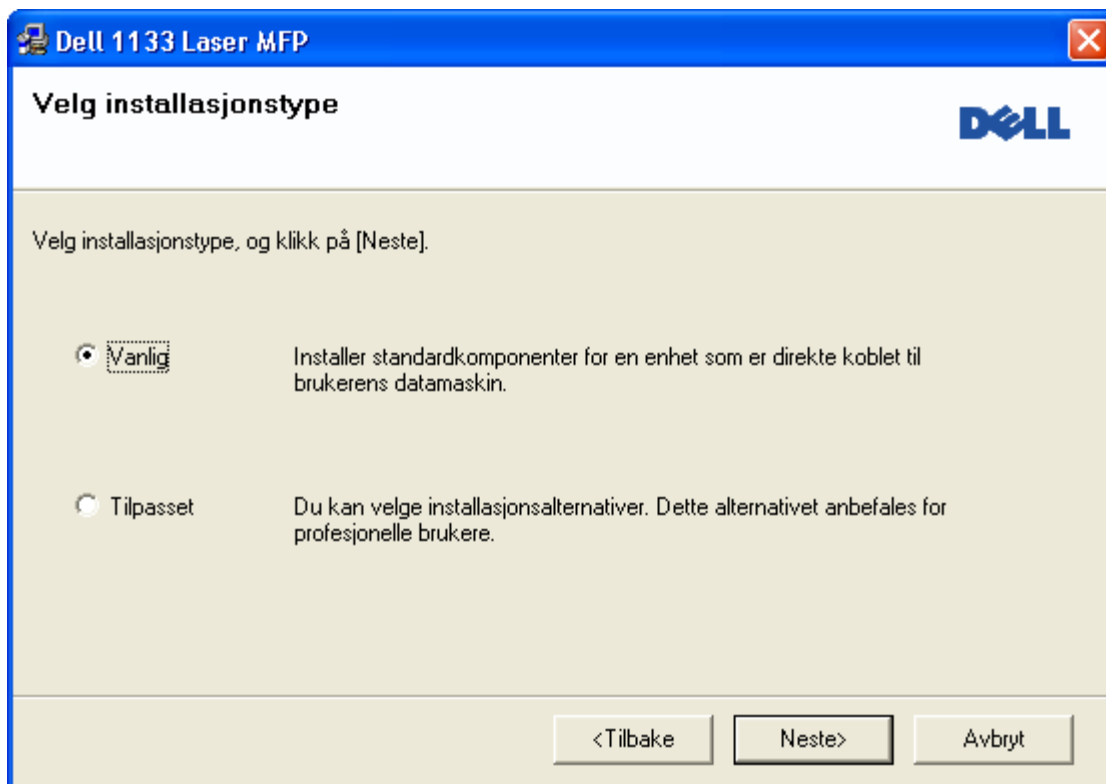 Dell 1133 Laser MFP
Velg installasjonstype
DELL
Velg installasjonstype, og klikk på [Neste].
Vanlig
Installer standardkomponenter for en enhet som er direkte koblet til
brukerens datamaskin.
Tilpasset
Du kan velge installasjonsalternativer. Dette alternativet anbefales for
profesjonelle brukere.
<Tilbake
Neste>
Avbryt